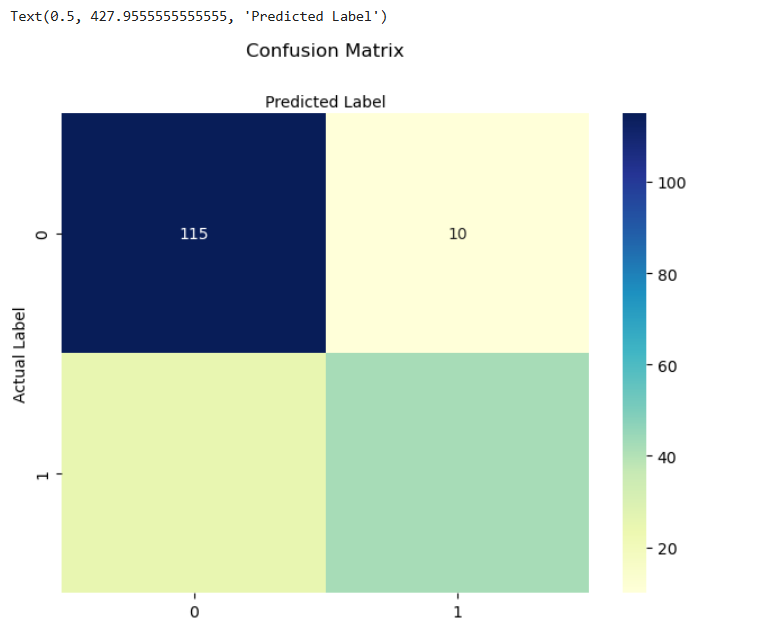 Text(0.5, 427.9555555555555, 'Predicted Label')
Confusion Matrix
Predicted Label
0
115
10
100
80
60
40
20
Actual Label
1
0
1